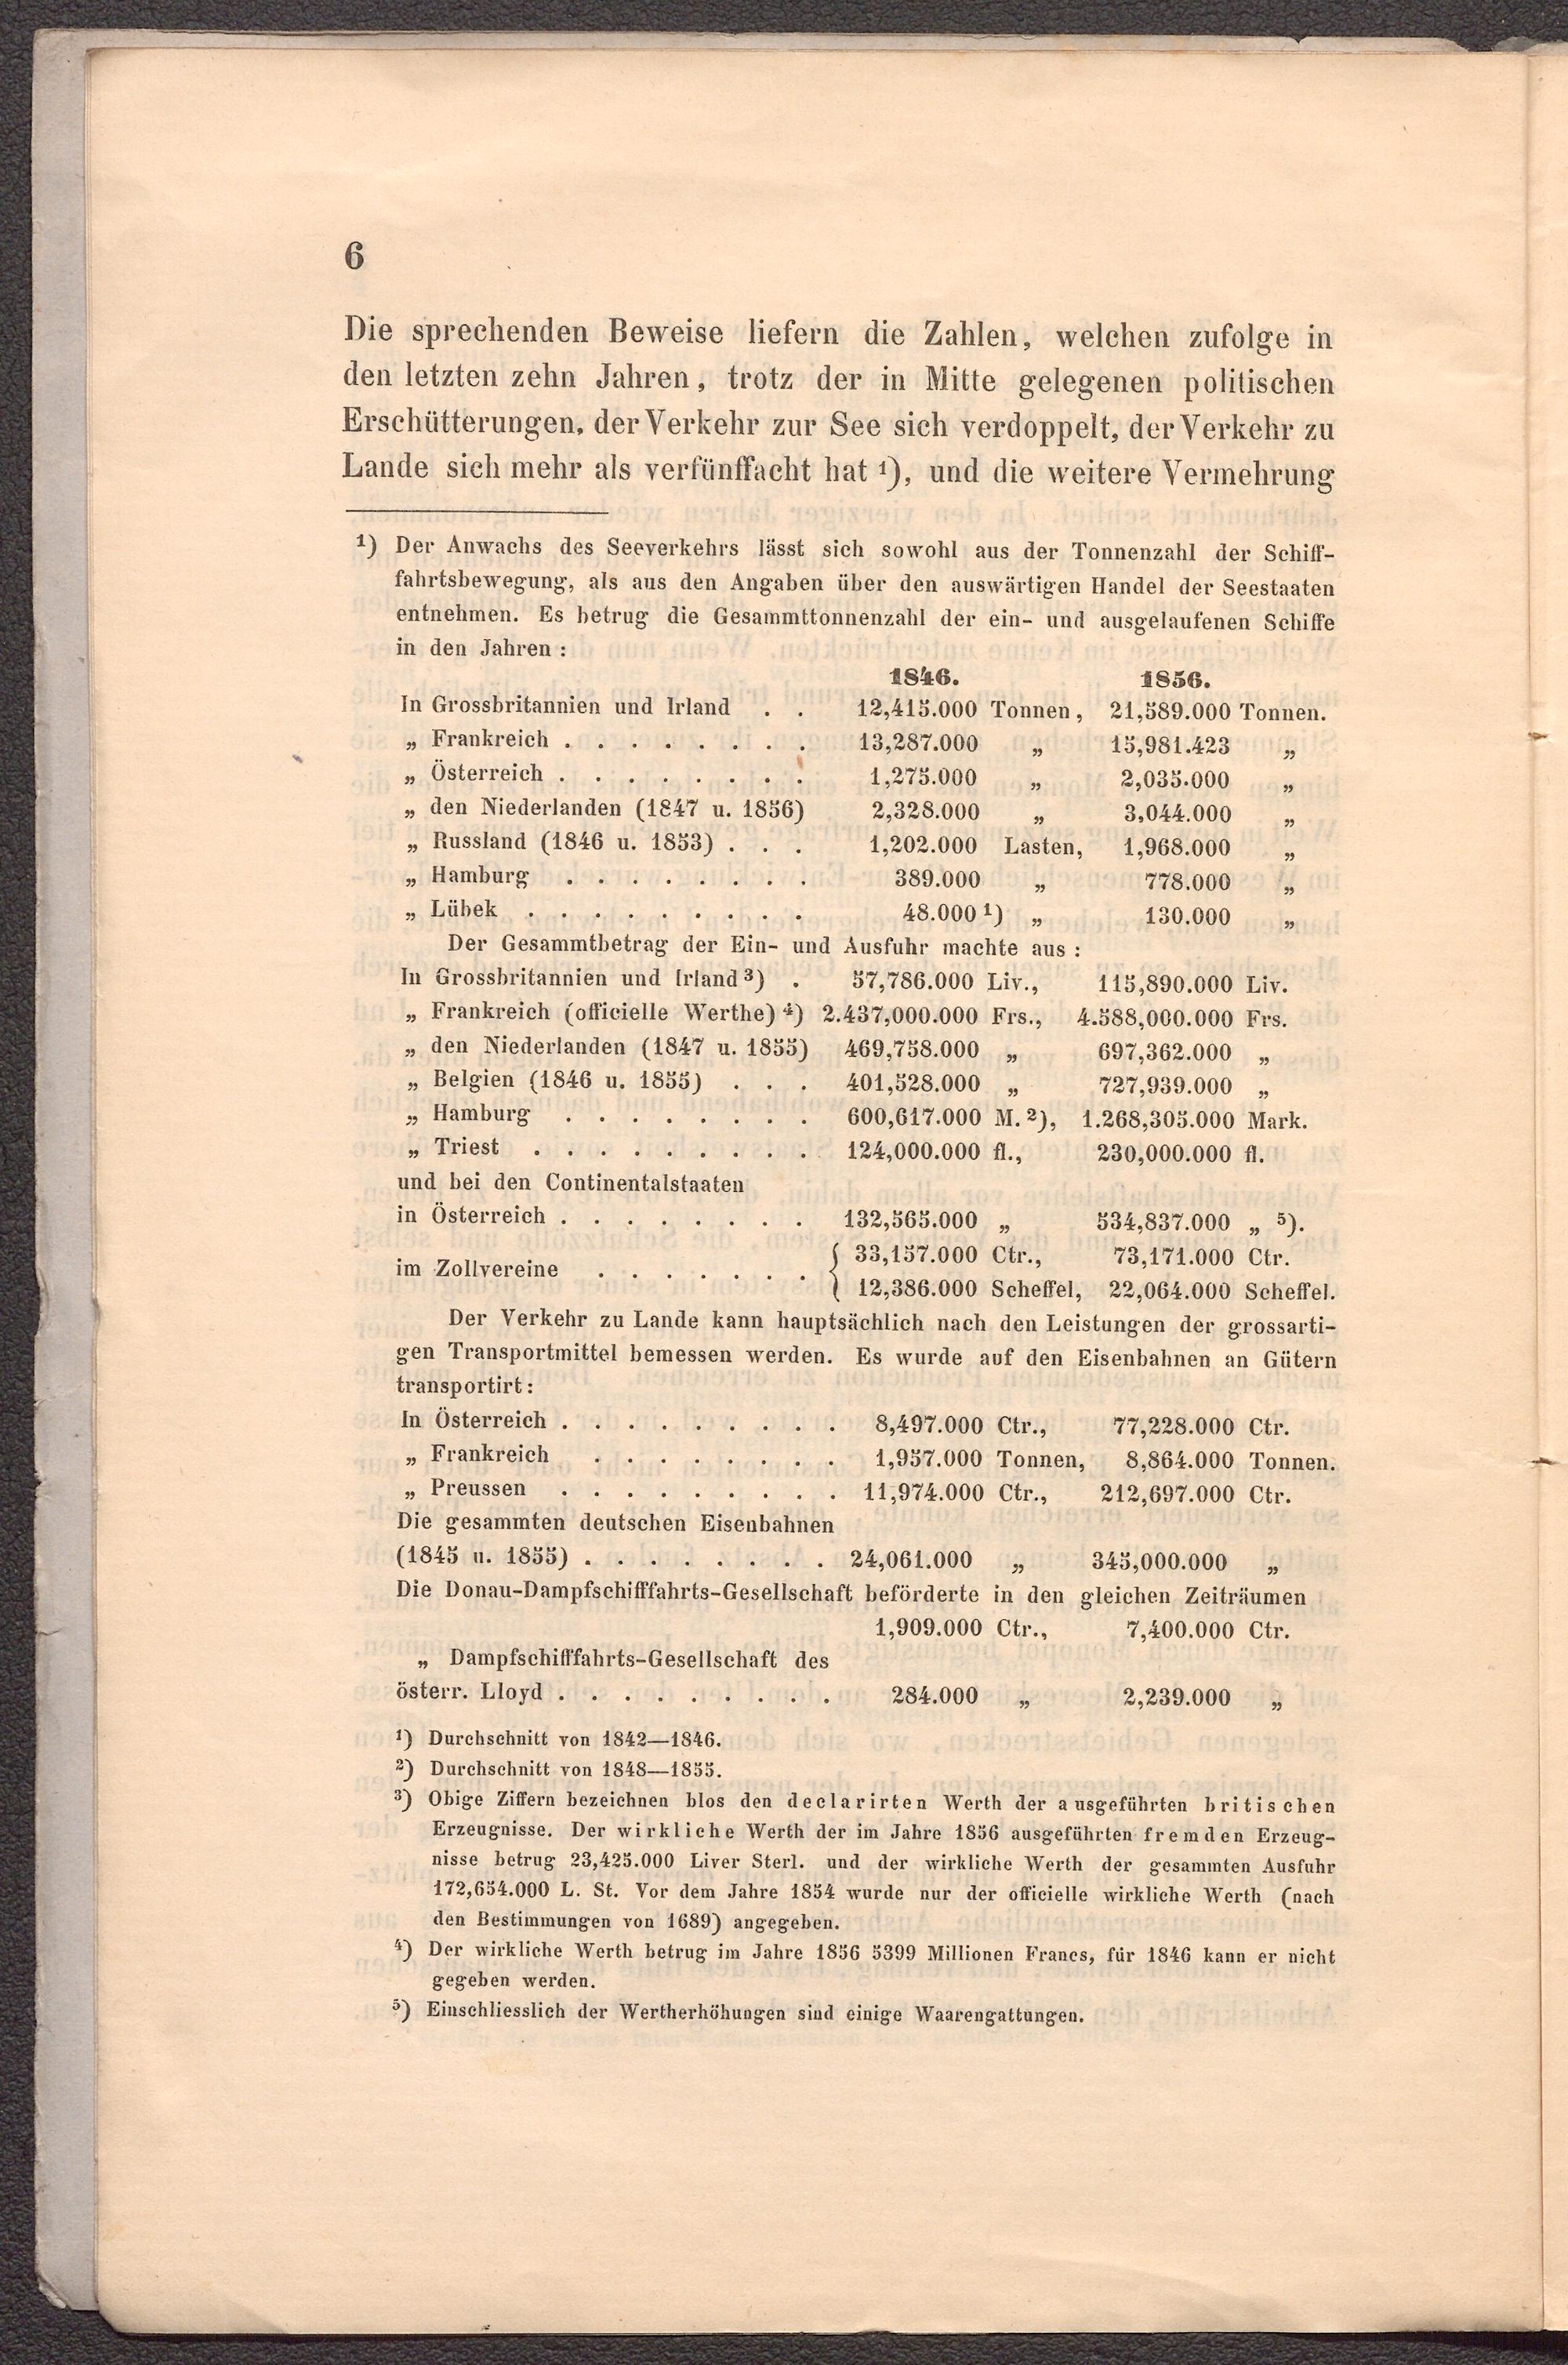 6
Die sprechenden Beweise liefern die Zahlen, welchen zufolge in
den letzten zehn Jahren, trotz der in Mitte gelegenen politischen
Erschütterungen, der Verkehr zur See sich verdoppelt, der Verkehr zu
Lande sich mehr als verfünffacht hat ¹), und die weitere Vermehrung
¹) Der Anwachs des Seeverkehrs lässt sich sowohl aus der Tonnenzahl der Schiff-
fahrtsbewegung, als aus den Angaben über den auswärtigen Handel der Seestaaten
entnehmen. Es betrug die Gesammttonnenzahl der ein- und ausgelaufenen Schiffe
in den Jahren:
1846. 1856.
In Grossbritannien und Irland . . 12,415.000 Tonnen, 21,589.000 Tonnen.
„ Frankreich . . . . . . . . 13,287.000 „ 15,981.423 „
„ Österreich . . . . . . . . 1,275.000 „ 2,035.000 „
„ den Niederlanden (1847 u. 1856) 2,328.000 „ 3,044.000 „
„ Russland (1846 u. 1853) . . . 1,202.000 Lasten, 1,968.000 „
„ Hamburg . . . . . . . . 389.000 „ 778.000 „
„ Lübek . . . . . . . . . 48.000 ¹) „ 130.000 „
Der Gesammtbetrag der Ein- und Ausfuhr machte aus:
In Grossbritannien und Irland ³) . 57,786.000 Liv., 115,890.000 Liv.
„ Frankreich (officielle Werthe) ⁴) 2.437,000.000 Frs., 4.588,000.000 Frs.
„ den Niederlanden (1847 u. 1855) 469,758.000 „ 697,362.000 „
„ Belgien (1846 u. 1855) . . . 401,528.000 „ 727,939.000 „
„ Hamburg . . . . . . . . 600,617.000 M. ²), 1.268,305.000 Mark.
„ Triest . . . . . . . . . 124,000.000 fl., 230,000.000 fl.
und bei den Continentalstaaten
in Österreich . . . . . . . . 132,565.000 „ 534,837.000 „ ⁵).
im Zollvereine . . . . . . . { 33,157.000 Ctr., 73,171.000 Ctr.
12,386.000 Scheffel, 22,064.000 Scheffel.
Der Verkehr zu Lande kann hauptsächlich nach den Leistungen der grossarti-
gen Transportmittel bemessen werden. Es wurde auf den Eisenbahnen an Gütern
transportirt:
In Österreich . . . . . . . . . 8,497.000 Ctr., 77,228.000 Ctr.
„ Frankreich . . . . . . . . 1,957.000 Tonnen, 8,864.000 Tonnen.
„ Preussen . . . . . . . . . 11,974.000 Ctr., 212,697.000 Ctr.
Die gesammten deutschen Eisenbahnen
(1845 u. 1855) . . . . . . . . 24,061.000 „ 345,000.000 „
Die Donau-Dampfschifffahrts-Gesellschaft beförderte in den gleichen Zeiträumen
1,909.000 Ctr., 7,400.000 Ctr.
„ Dampfschifffahrts-Gesellschaft des
österr. Lloyd . . . . . . . . . 284.000 „ 2,239.000 „
¹) Durchschnitt von 1842—1846.
²) Durchschnitt von 1848—1855.
³) Obige Ziffern bezeichnen blos den declarirten Werth der ausgeführten britischen
Erzeugnisse. Der wirkliche Werth der im Jahre 1856 ausgeführten fremden Erzeug-
nisse betrug 23,425.000 Liver Sterl. und der wirkliche Werth der gesammten Ausfuhr
172,654.000 L. St. Vor dem Jahre 1854 wurde nur der officielle wirkliche Werth (nach
den Bestimmungen von 1689) angegeben.
⁴) Der wirkliche Werth betrug im Jahre 1856 5399 Millionen Francs, für 1846 kann er nicht
gegeben werden.
⁵) Einschliesslich der Wertherhöhungen sind einige Waarengattungen.